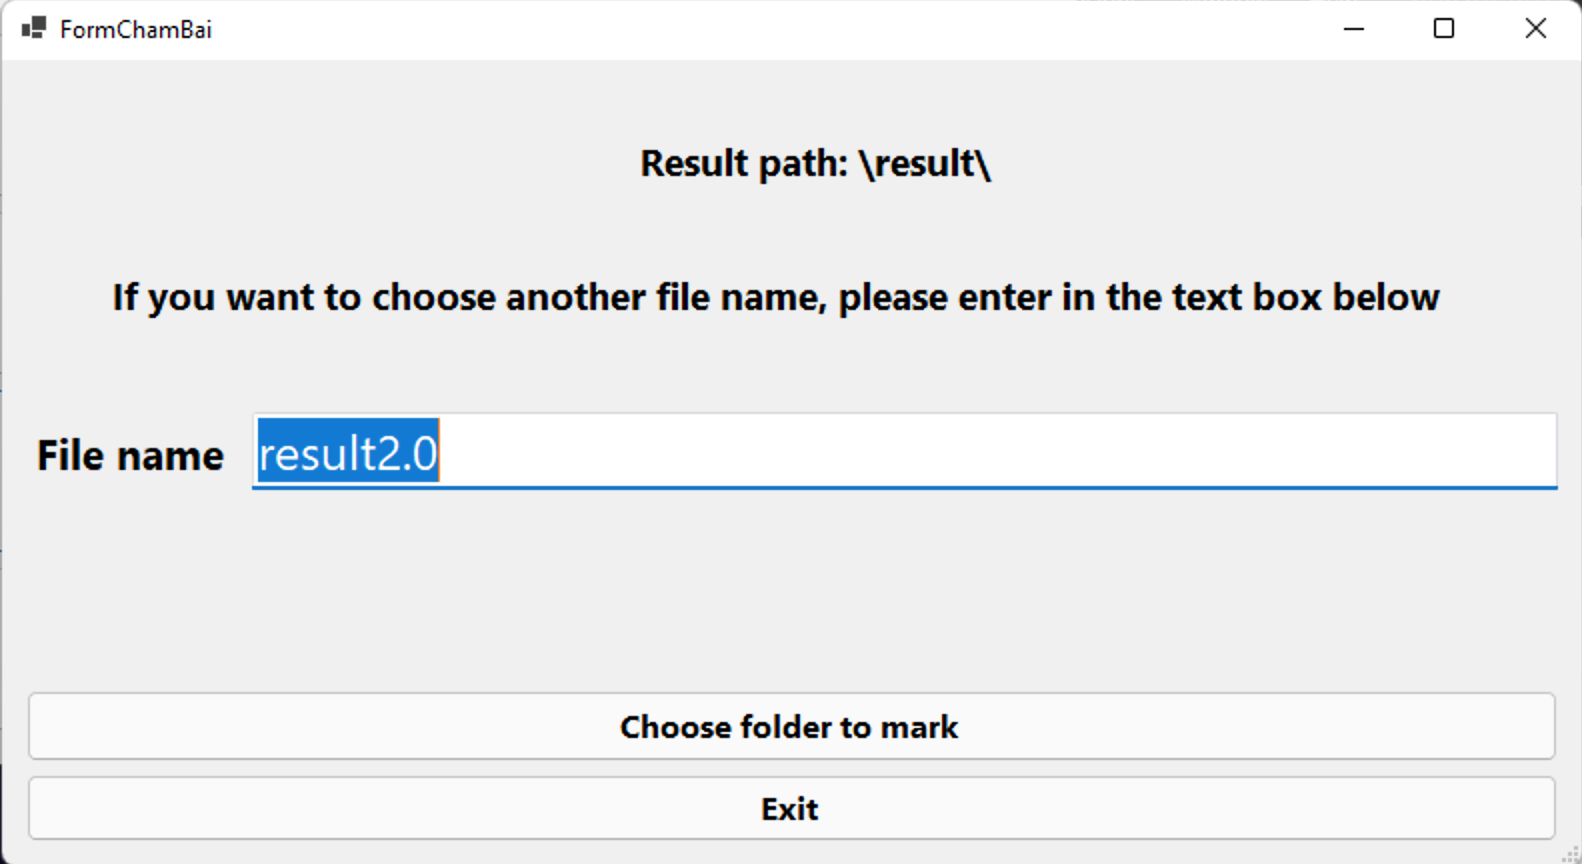 FormChamBai
Result path: \result\
If you want to choose another file name, please enter in the text box below
File name
result2.0
Choose folder to mark
Exit